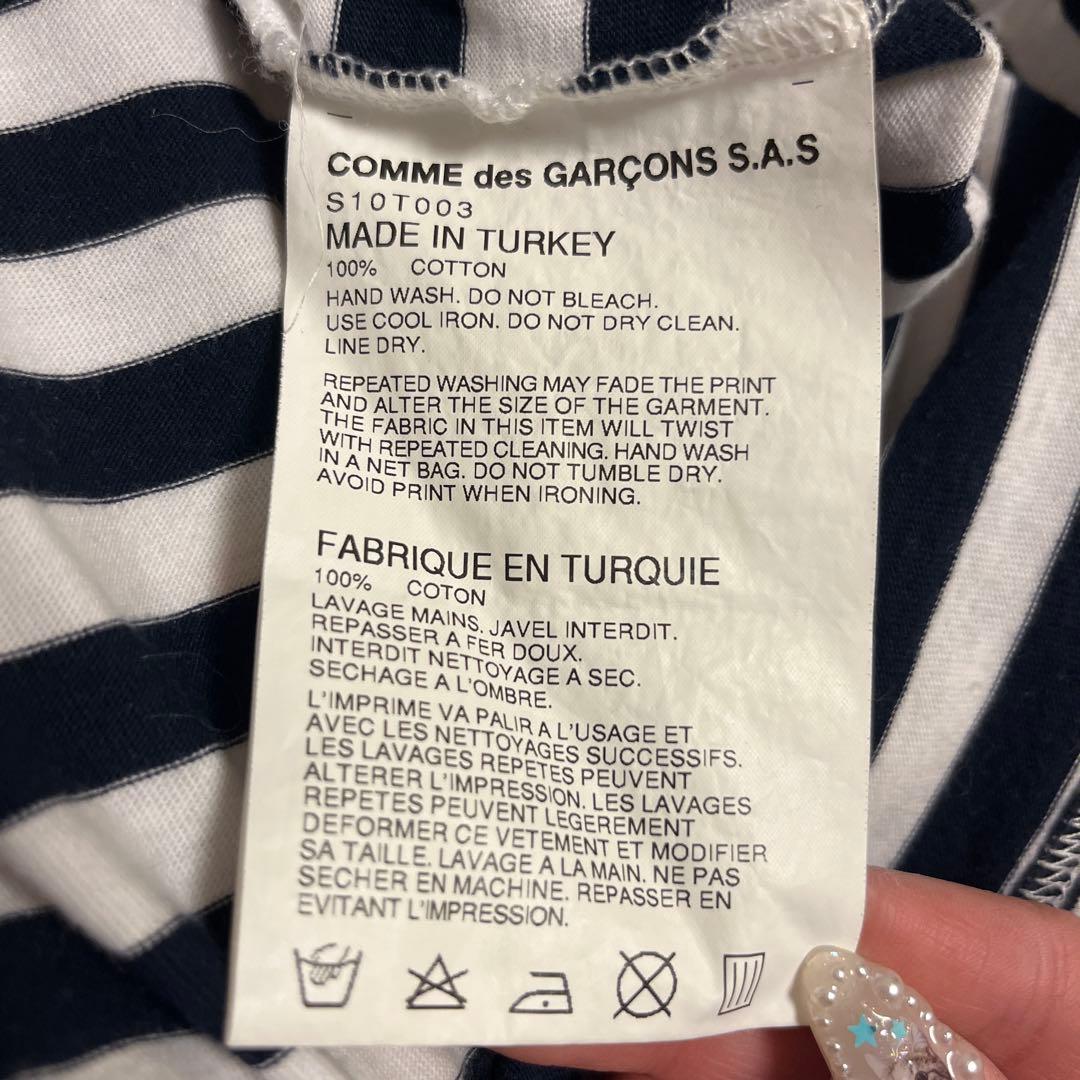 COMME des GARÇONS S.A.S
S10T003
MADE IN TURKEY
100% COTTON
HAND WASH. DO NOT BLEACH.
USE COOL IRON. DO NOT DRY CLEAN.
LINE DRY.
REPEATED WASHING MAY FADE THE PRINT
AND ALTER THE SIZE OF THE GARMENT.
THE FABRIC IN THIS ITEM WILL TWIST
WITH REPEATED CLEANING. HAND WASH
IN A NET BAG. DO NOT TUMBLE DRY.
AVOID PRINT WHEN IRONING.
FABRIQUE EN TURQUIE
100% COTON
LAVAGE MAINS. JAVEL INTERDIT.
REPASSER A FER DOUX.
INTERDIT NETTOYAGE A SEC.
SECHAGE A L'OMBRE.
L'IMPRIME VA PALIR A L'USAGE ET
AVEC LES NETTOYAGES SUCCESSIFS.
LES LAVAGES REPETES PEUVENT
ALTERER L'IMPRESSION. LES LAVAGES
REPETES PEUVENT LEGEREMENT
DEFORMER CE VETEMENT ET MODIFIER
SA TAILLE. LAVAGE A LA MAIN. NE PAS
SECHER EN MACHINE. REPASSER EN
EVITANT L'IMPRESSION.